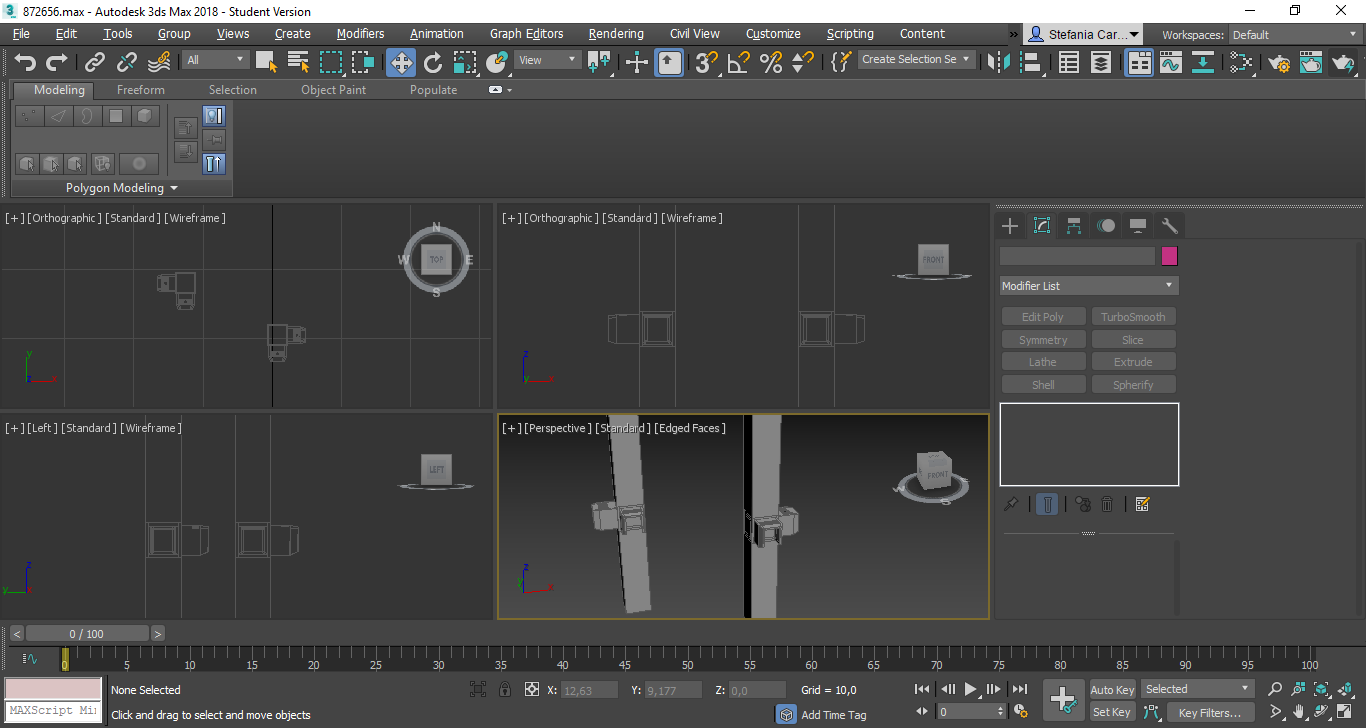 872656.max - Autodesk 3ds Max 2018 - Student Version
File Edit Tools Group Views Create Modifiers Animation Graph Editors Rendering Civil View Customize Scripting Content » Stefania Car... Workspaces: Default
All View 3 Create Selection Se
Modeling Freeform Selection Object Paint Populate
Polygon Modeling
[+] [Orthographic] [Standard] [Wireframe] [+] [Orthographic] [Standard] [Wireframe]
N
W TOP E FRONT
S
Modifier List
Edit Poly TurboSmooth
Symmetry Slice
Lathe Extrude
Shell Spherify
y z
z x y x
[+] [Left] [Standard] [Wireframe] [+] [Perspective] [Standard] [Edged Faces]
LEFT FRONT
W S E
z z
y x
< 0 / 100 >
0 5 10 15 20 25 30 35 40 45 50 55 60 65 70 75 80 85 90 95 100
None Selected X: 12,63 Y: 9,177 Z: 0,0 Grid = 10,0 Auto Key Selected
MAXScript Mi Click and drag to select and move objects Add Time Tag 0 Set Key Key Filters...